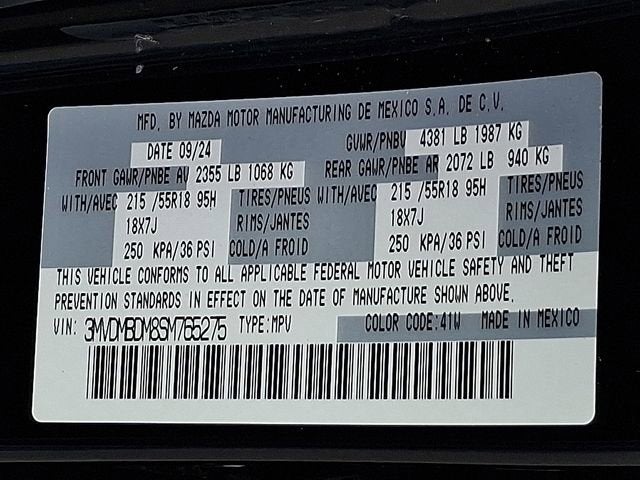 MFD. BY MAZDA MOTOR MANUFACTURING DE MEXICO S.A. DE C.V.
DATE 09/24 GVWR/PNBV 4381 LB 1987 KG
FRONT GAWR/PNBE AV 2355 LB 1068 KG REAR GAWR/PNBE AR 2072 LB 940 KG
WITH/AVEC 215 /55R18 95H TIRES/PNEUS WITH/AVEC 215 /55R18 95H TIRES/PNEUS
18X7J RIMS/JANTES 18X7J RIMS/JANTES
250 KPA/36 PSI COLD/A FROID 250 KPA/36 PSI COLD/A FROID
THIS VEHICLE CONFORMS TO ALL APPLICABLE FEDERAL MOTOR VEHICLE SAFETY AND THEFT
PREVENTION STANDARDS IN EFFECT ON THE DATE OF MANUFACTURE SHOWN ABOVE.
VIN: 3MVDMBDM8SM765275 TYPE:MPV COLOR CODE:41W MADE IN MEXICO